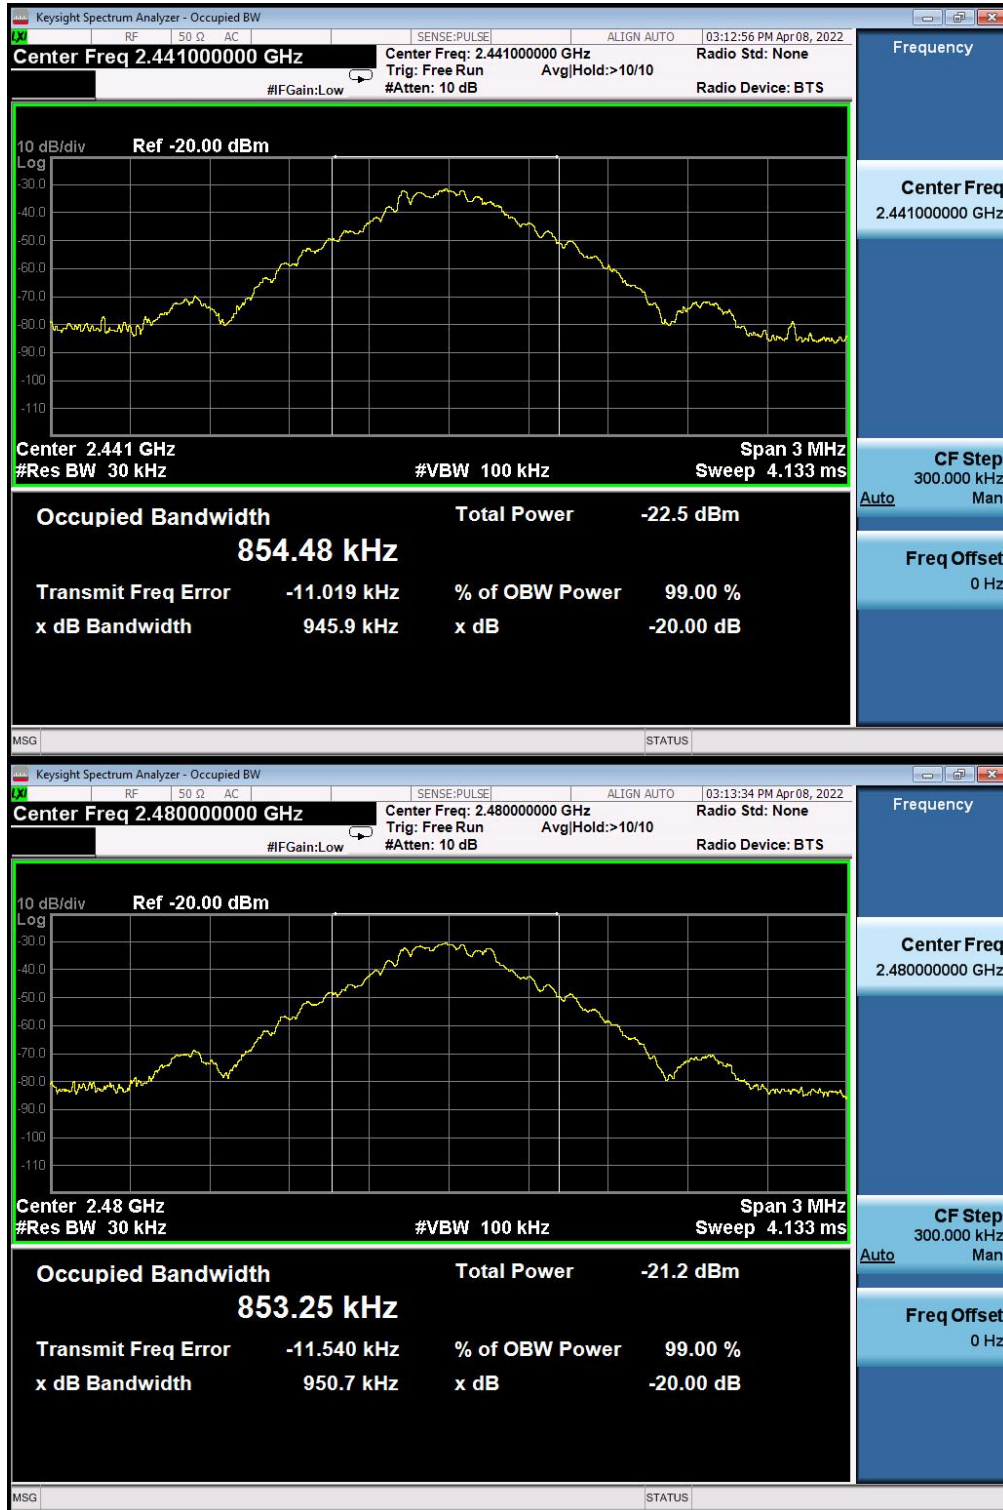 Keysight Spectrum Analyzer - Occupied BW
LXI RF 50 Ω AC SENSE:PULSE ALIGN AUTO 03:12:56 PM Apr 08, 2022
Center Freq 2.441000000 GHz Center Freq: 2.441000000 GHz Radio Std: None
Trig: Free Run Avg|Hold:>10/10
#IFGain:Low #Atten: 10 dB Radio Device: BTS
Frequency
10 dB/div Ref -20.00 dBm
Log
-30.0
-40.0
-50.0
-60.0
-70.0
-80.0
-90.0
-100
-110
Center Freq
2.441000000 GHz
Center 2.441 GHz Span 3 MHz
#Res BW 30 kHz #VBW 100 kHz Sweep 4.133 ms
CF Step
300.000 kHz
Auto Man
Occupied Bandwidth Total Power -22.5 dBm
854.48 kHz
Transmit Freq Error -11.019 kHz % of OBW Power 99.00 %
x dB Bandwidth 945.9 kHz x dB -20.00 dB
Freq Offset
0 Hz
MSG STATUS
Keysight Spectrum Analyzer - Occupied BW
LXI RF 50 Ω AC SENSE:PULSE ALIGN AUTO 03:13:34 PM Apr 08, 2022
Center Freq 2.480000000 GHz Center Freq: 2.480000000 GHz Radio Std: None
Trig: Free Run Avg|Hold:>10/10
#IFGain:Low #Atten: 10 dB Radio Device: BTS
Frequency
10 dB/div Ref -20.00 dBm
Log
-30.0
-40.0
-50.0
-60.0
-70.0
-80.0
-90.0
-100
-110
Center Freq
2.480000000 GHz
Center 2.48 GHz Span 3 MHz
#Res BW 30 kHz #VBW 100 kHz Sweep 4.133 ms
CF Step
300.000 kHz
Auto Man
Occupied Bandwidth Total Power -21.2 dBm
853.25 kHz
Transmit Freq Error -11.540 kHz % of OBW Power 99.00 %
x dB Bandwidth 950.7 kHz x dB -20.00 dB
Freq Offset
0 Hz
MSG STATUS